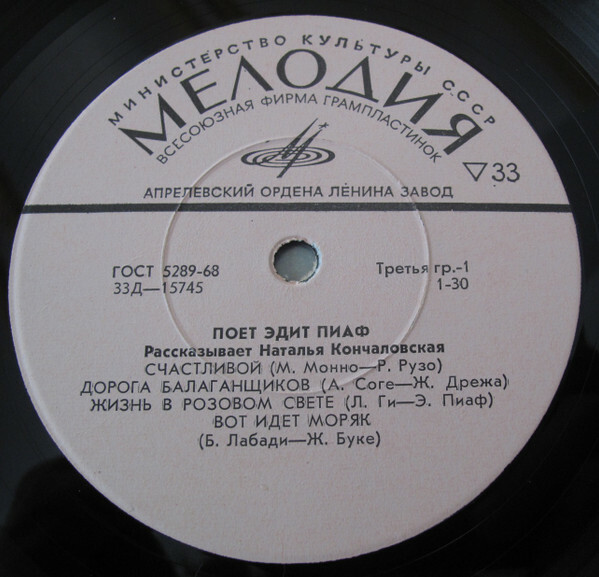 МИНИСТЕРСТВО КУЛЬТУРЫ СССР
МЕЛОДИЯ
ВСЕСОЮЗНАЯ ФИРМА ГРАМПЛАСТИНОК
▽33
АПРЕЛЕВСКИЙ ОРДЕНА ЛЕНИНА ЗАВОД
ГОСТ 5289-68
Третья гр.-1
33Д—15745
1-30
ПОЕТ ЭДИТ ПИАФ
Рассказывает Наталья Кончаловская
СЧАСТЛИВОЙ (М. Монно—Р. Рузо)
ДОРОГА БАЛАГАНЩИКОВ (А. Соге—Ж. Дрежа)
ЖИЗНЬ В РОЗОВОМ СВЕТЕ (Л. Ги—Э. Пиаф)
ВОТ ИДЕТ МОРЯК
(Б. Лабади—Ж. Буке)